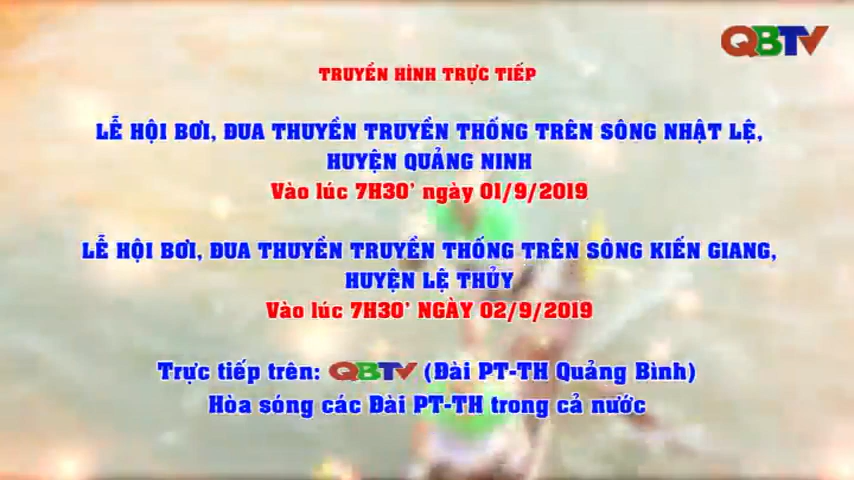 QBTV
TRUYỀN HÌNH TRỰC TIẾP
LỄ HỘI BƠI, ĐUA THUYỀN TRUYỀN THỐNG TRÊN SÔNG NHẬT LỆ,
HUYỆN QUẢNG NINH
Vào lúc 7H30' ngày 01/9/2019
LỄ HỘI BƠI, ĐUA THUYỀN TRUYỀN THỐNG TRÊN SÔNG KIẾN GIANG,
HUYỆN LỆ THỦY
Vào lúc 7H30' NGÀY 02/9/2019
Trực tiếp trên: QBTV (Đài PT-TH Quảng Bình)
Hòa sóng các Đài PT-TH trong cả nước